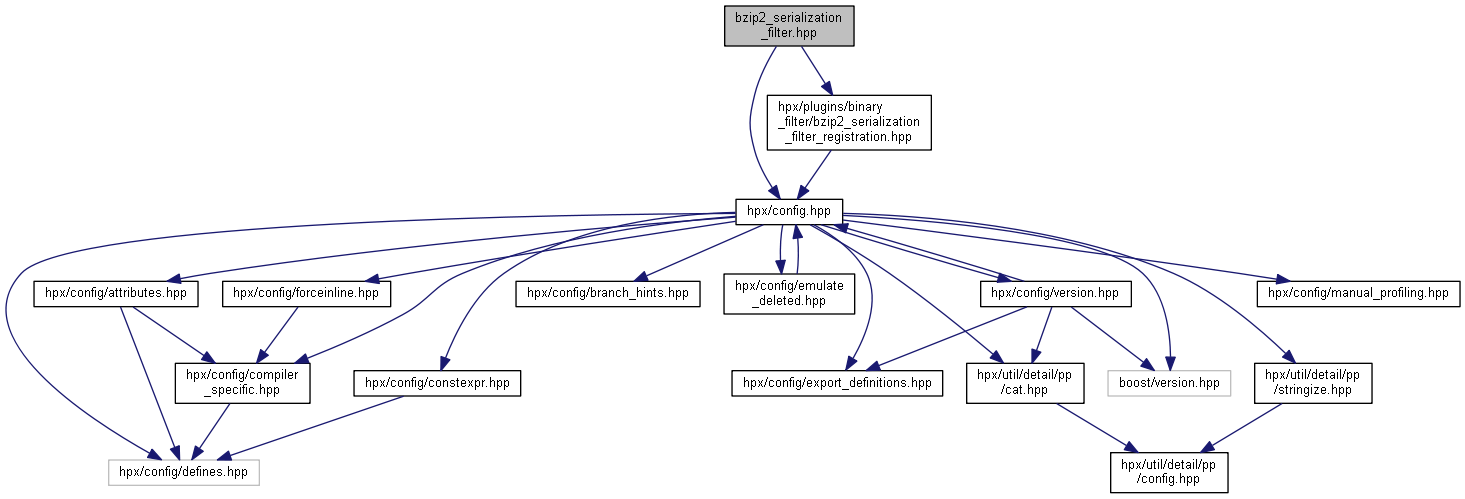 bzip2_serialization
_filter.hpp
hpx/plugins/binary
_filter/bzip2_serialization
_filter_registration.hpp
hpx/config.hpp
hpx/config/attributes.hpp
hpx/config/forceinline.hpp
hpx/config/branch_hints.hpp
hpx/config/emulate
_deleted.hpp
hpx/config/version.hpp
hpx/config/manual_profiling.hpp
hpx/config/compiler
_specific.hpp
hpx/config/constexpr.hpp
hpx/config/export_definitions.hpp
hpx/util/detail/pp
/cat.hpp
boost/version.hpp
hpx/util/detail/pp
/stringize.hpp
hpx/config/defines.hpp
hpx/util/detail/pp
/config.hpp